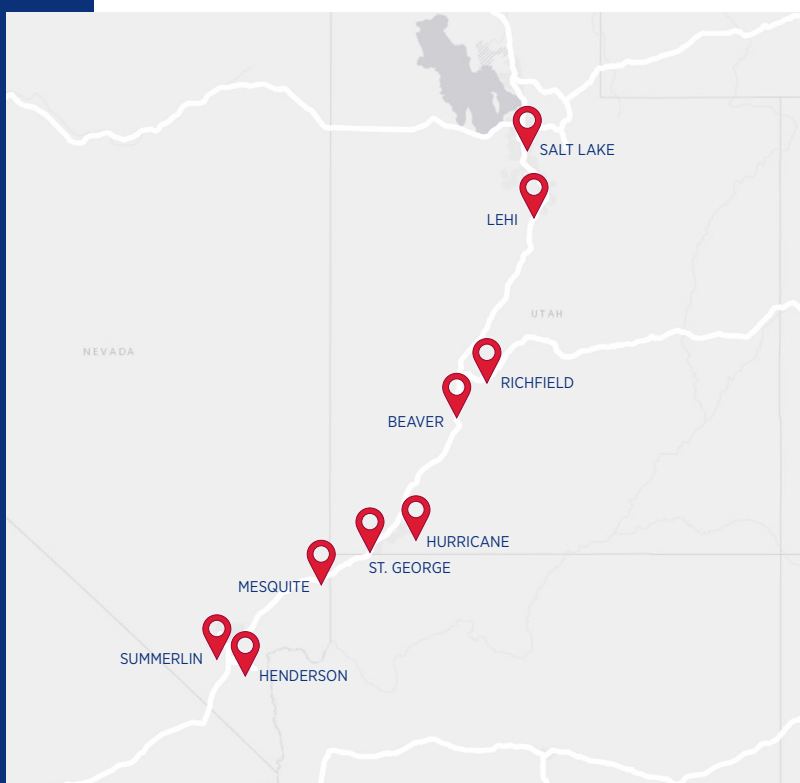 SALT LAKE
LEHI
UTAH
NEVADA
RICHFIELD
BEAVER
HURRICANE
ST. GEORGE
MESQUITE
SUMMERLIN
HENDERSON